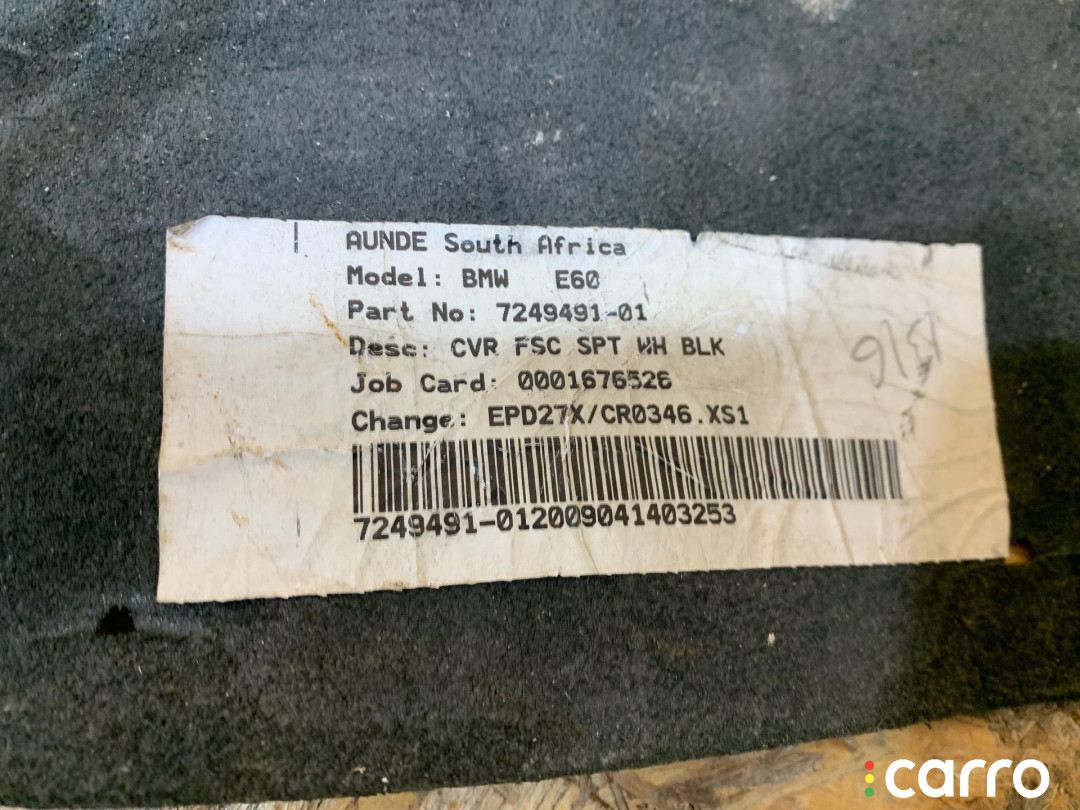 AUNDE South Africa
Model: BMW E60
Part No: 7249491-01
Desc: CVR FSC SPT WH BLK
Job Card: 0001676526
Change: EPD27X/CR0346.XS1
7249491-012009041403253
carro